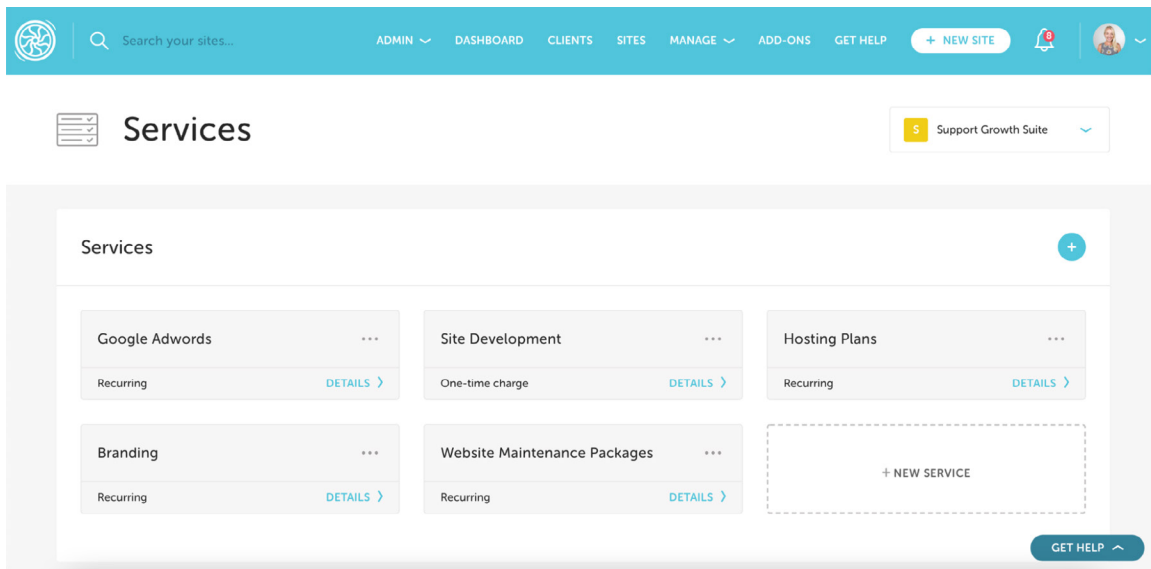 Search your sites... ADMIN DASHBOARD CLIENTS SITES MANAGE ADD-ONS GET HELP + NEW SITE 8
Services
S Support Growth Suite
Services
+
Google Adwords ...
Recurring DETAILS
Site Development ...
One-time charge DETAILS
Hosting Plans ...
Recurring DETAILS
Branding ...
Recurring DETAILS
Website Maintenance Packages ...
Recurring DETAILS
+ NEW SERVICE
GET HELP